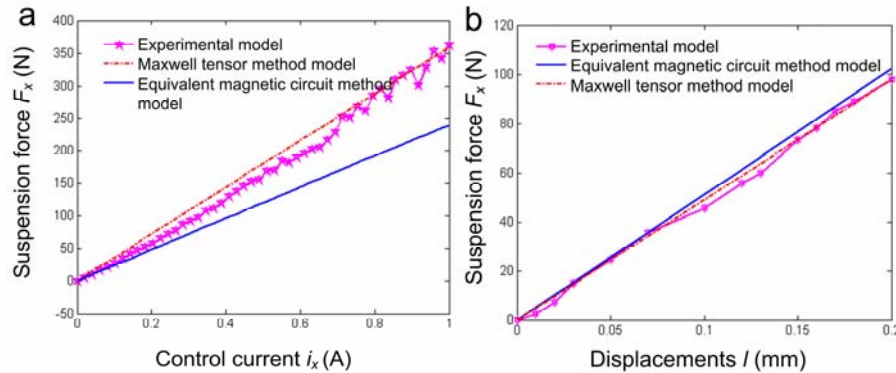 a
Suspension force Fx (N)
400
350
300
250
200
150
100
50
0
-50
Experimental model
Maxwell tensor method model
Equivalent magnetic circuit method
model
0
0.2
0.4
0.6
0.8
1
Control current ix (A)
b
Suspension force Fx (N)
120
100
80
60
40
20
0
Experimental model
Equivalent magnetic circuit method model
Maxwell tensor method model
0
0.05
0.1
0.15
0.2
Displacements l (mm)